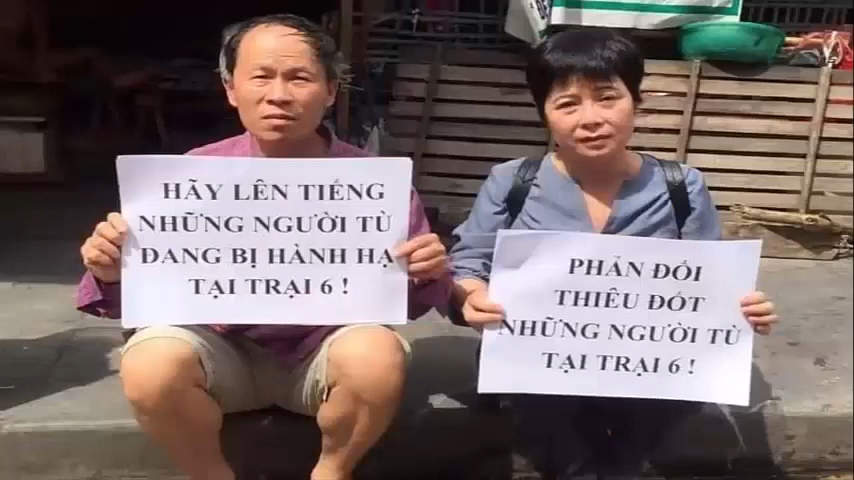 HÃY LÊN TIẾNG
NHỮNG NGƯỜI TÙ
ĐANG BỊ HÀNH HẠ
TẠI TRẠI 6 !
PHẢN ĐỐI
THIÊU ĐỐT
NHỮNG NGƯỜI TÙ
TẠI TRẠI 6 !